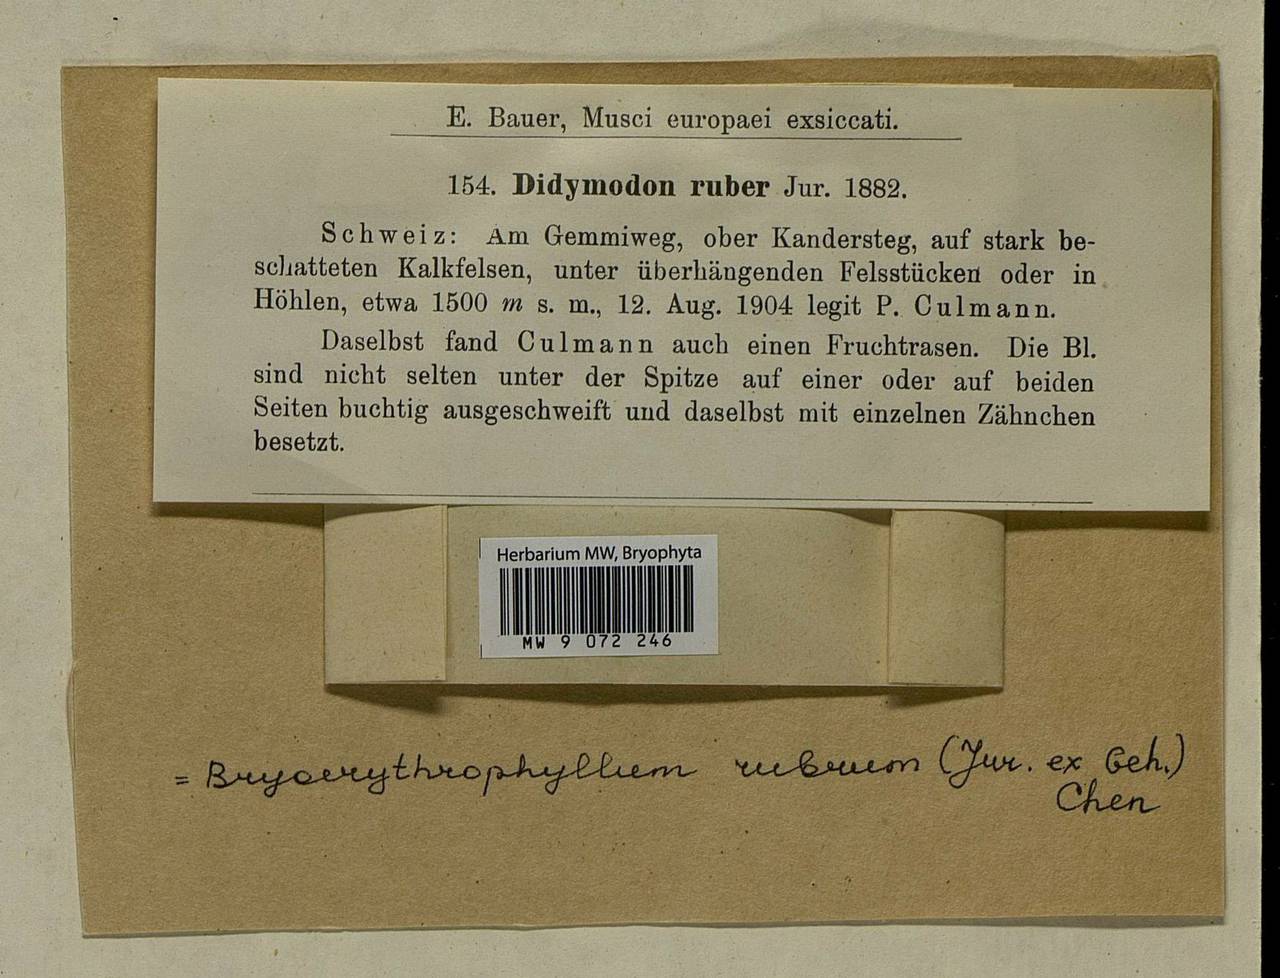 E. Bauer, Musci europaei exsiccati.
154. Didymodon ruber Jur. 1882.
Schweiz: Am Gemmiweg, ober Kandersteg, auf stark be-
schatteten Kalkfelsen, unter überhängenden Felsstücken oder in
Höhlen, etwa 1500 m s. m., 12. Aug. 1904 legit P. Culmann.
Daselbst fand Culmann auch einen Fruchtrasen. Die Bl.
sind nicht selten unter der Spitze auf einer oder auf beiden
Seiten buchtig ausgeschweift und daselbst mit einzelnen Zähnchen
besetzt.
Herbarium MW, Bryophyta
MW 9 072 246
= Bryoerythrophyllum rubrum (Jur. ex Geh.)
Chen